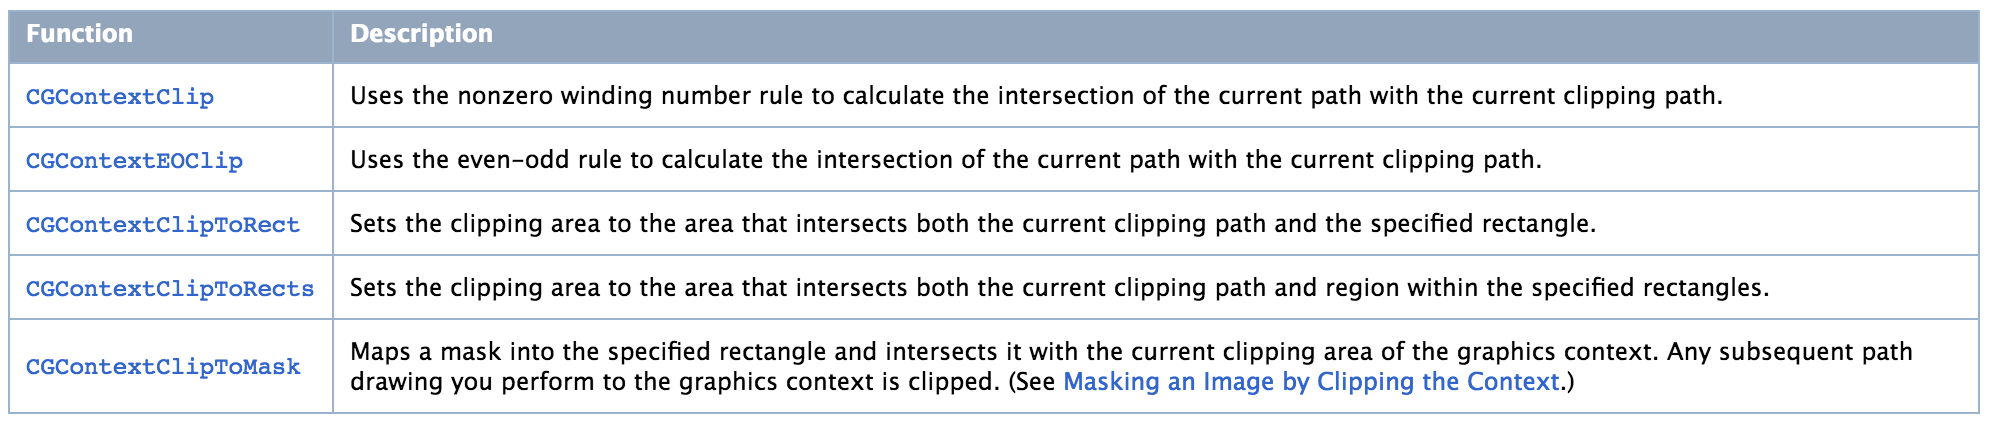 Function Description
CGContextClip Uses the nonzero winding number rule to calculate the intersection of the current path with the current clipping path.
CGContextEOClip Uses the even-odd rule to calculate the intersection of the current path with the current clipping path.
CGContextClipToRect Sets the clipping area to the area that intersects both the current clipping path and the specified rectangle.
CGContextClipToRects Sets the clipping area to the area that intersects both the current clipping path and region within the specified rectangles.
CGContextClipToMask Maps a mask into the specified rectangle and intersects it with the current clipping area of the graphics context. Any subsequent path
drawing you perform to the graphics context is clipped. (See Masking an Image by Clipping the Context.)